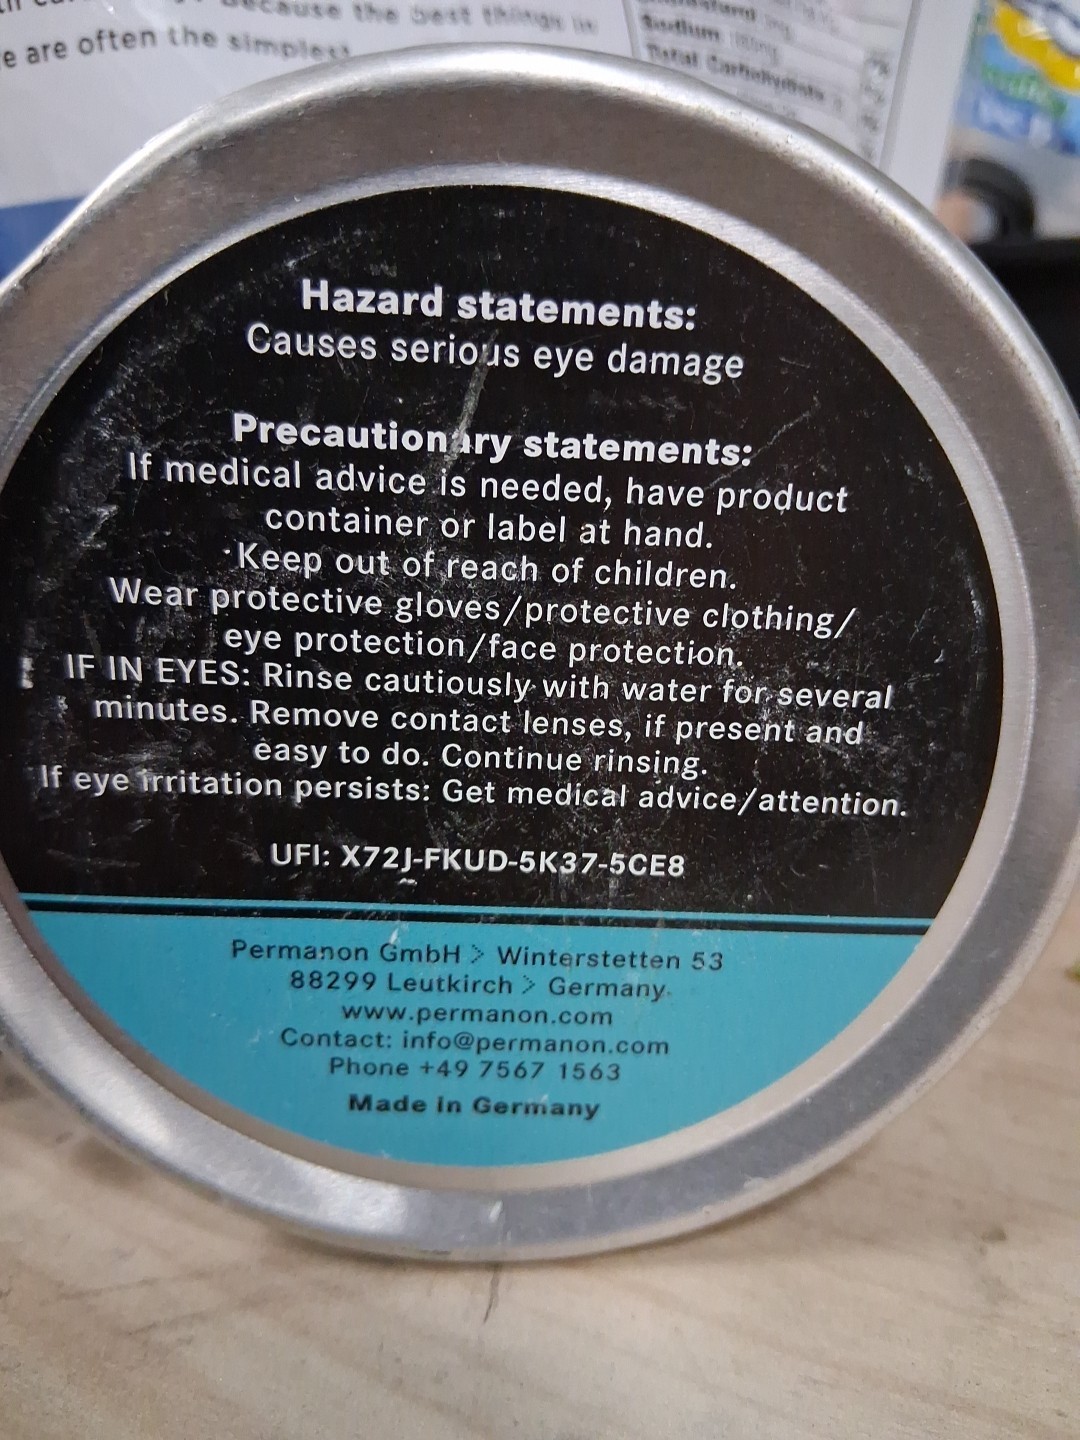 because the best things in
are often the simplest
Sodium
Total Carbohydrate
Hazard statements:
Causes serious eye damage
Precautionary statements:
If medical advice is needed, have product
container or label at hand.
Keep out of reach of children.
Wear protective gloves/protective clothing/
eye protection/face protection.
IF IN EYES: Rinse cautiously with water for several
minutes. Remove contact lenses, if present and
easy to do. Continue rinsing.
If eye irritation persists: Get medical advice/attention.
UFI: X72J-FKUD-5K37-5CE8
Permanon GmbH > Winterstetten 53
88299 Leutkirch > Germany
www.permanon.com
Contact: info@permanon.com
Phone +49 7567 1563
Made in Germany